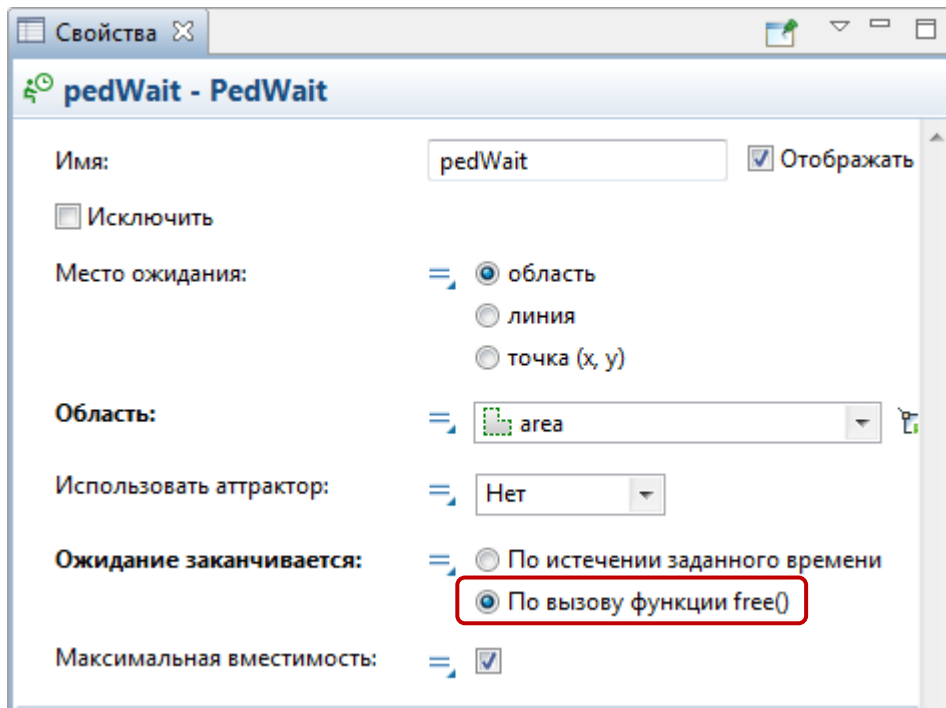 Свойства
pedWait - PedWait
Имя: pedWait Отображать
Исключить
Место ожидания: область
линия
точка (x, y)
Область: area
Использовать аттрактор: Нет
Ожидание заканчивается: По истечении заданного времени
По вызову функции free()
Максимальная вместимость: